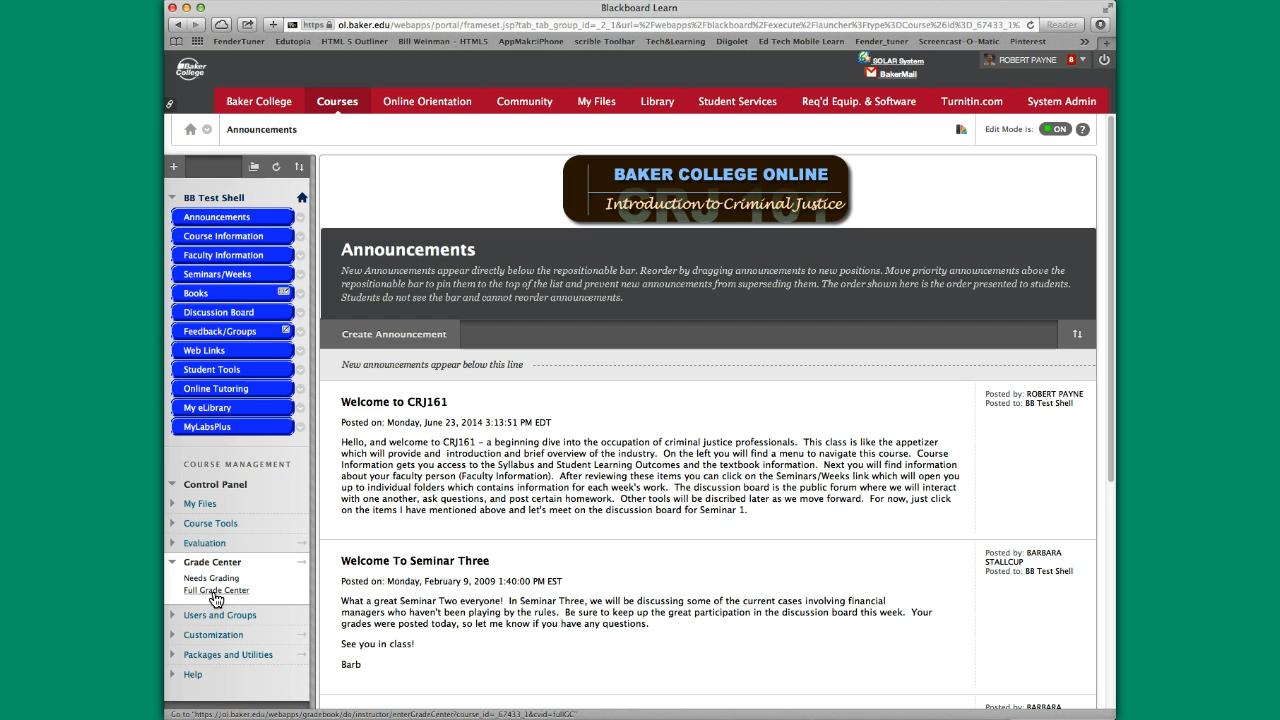 Blackboard Learn
https ol.baker.edu/webapps/portal/frameset.jsp?tab_tab_group_id=_2_1&url=%2Fwebapps%2Fblackboard%2Fexecute%2Flauncher%3Ftype%3DCourse%26id%3D_67433_1%
Reader
FenderTuner Edutopia HTML 5 Outliner Bill Weinman - HTML5 AppMakr:iPhone scrible Toolbar Tech&Learning Diigolet Ed Tech Mobile Learn Fender_tuner Screencast-O-Matic Pinterest
Baker College
SOLAR System
BakerMail
ROBERT PAYNE 8
Baker College Courses Online Orientation Community My Files Library Student Services Req'd Equip. & Software Turnitin.com System Admin
Announcements
Edit Mode is: ON ?
BB Test Shell
Announcements
Course Information
Faculty Information
Seminars/Weeks
Books
Discussion Board
Feedback/Groups
Web Links
Student Tools
Online Tutoring
My eLibrary
MyLabsPlus
COURSE MANAGEMENT
Control Panel
My Files
Course Tools
Evaluation
Grade Center
Needs Grading
Full Grade Center
Users and Groups
Customization
Packages and Utilities
Help
BAKER COLLEGE ONLINE
CRJ 161
Introduction to Criminal Justice
Announcements
New Announcements appear directly below the repositionable bar. Reorder by dragging announcements to new positions. Move priority announcements above the
repositionable bar to pin them to the top of the list and prevent new announcements from superseding them. The order shown here is the order presented to students.
Students do not see the bar and cannot reorder announcements.
Create Announcement
New announcements appear below this line
Welcome to CRJ161
Posted on: Monday, June 23, 2014 3:13:51 PM EDT
Hello, and welcome to CRJ161 - a beginning dive into the occupation of criminal justice professionals. This class is like the appetizer
which will provide and introduction and brief overview of the industry. On the left you will find a menu to navigate this course. Course
Information gets you access to the Syllabus and Student Learning Outcomes and the textbook information. Next you will find information
about your faculty person (Faculty Information). After reviewing these items you can click on the Seminars/Weeks link which will open you
up to individual folders which contains information for each week's work. The discussion board is the public forum where we will interact
with one another, ask questions, and post certain homework. Other tools will be discribed later as we move forward. For now, just click
on the items I have mentioned above and let's meet on the discussion board for Seminar 1.
Posted by: ROBERT PAYNE
Posted to: BB Test Shell
Welcome To Seminar Three
Posted on: Monday, February 9, 2009 1:40:00 PM EST
What a great Seminar Two everyone! In Seminar Three, we will be discussing some of the current cases involving financial
managers who haven't been playing by the rules. Be sure to keep up the great participation in the discussion board this week. Your
grades were posted today, so let me know if you have any questions.
See you in class!
Barb
Posted by: BARBARA
STALLCUP
Posted to: BB Test Shell
Posted by: BARBARA
Go to "https://ol.baker.edu/webapps/gradebook/do/instructor/enterGradeCenter?course_id=_67433_1&cvid=fullGC"